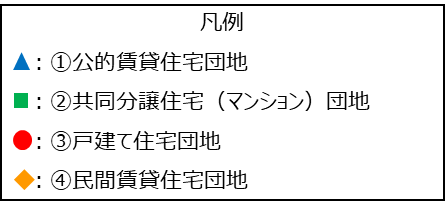 凡例
▲：①公的賃貸住宅団地
■：②共同分譲住宅（マンション）団地
●：③戸建て住宅団地
◆：④民間賃貸住宅団地